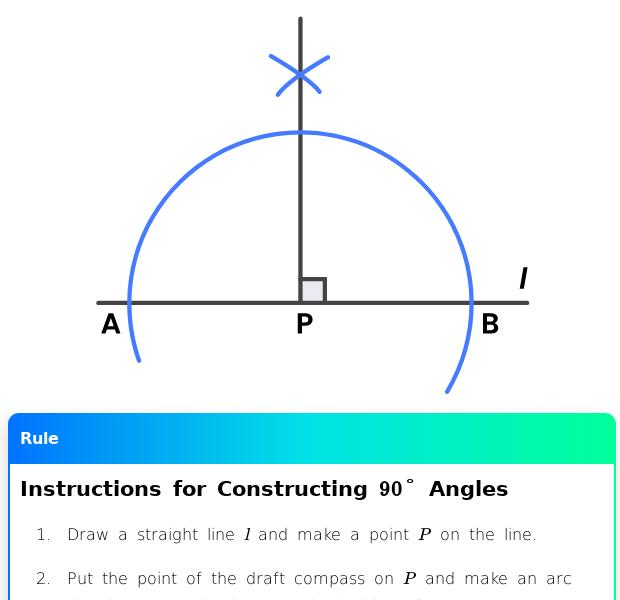 l
A P B
Rule
Instructions for Constructing 90° Angles
1. Draw a straight line l and make a point P on the line.
2. Put the point of the draft compass on P and make an arc